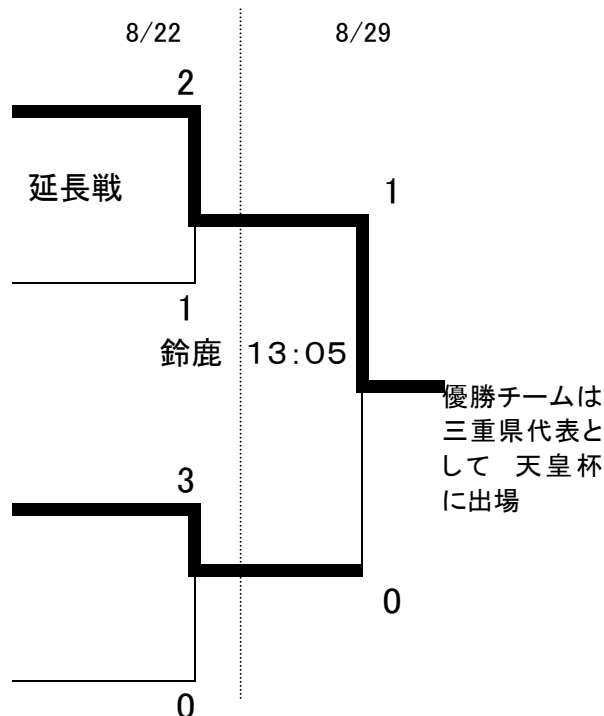 8/22
8/29
2
延長戦
1
1
鈴鹿 13:05
優勝チームは
三重県代表と
して 天皇杯
に出場
3
0
0